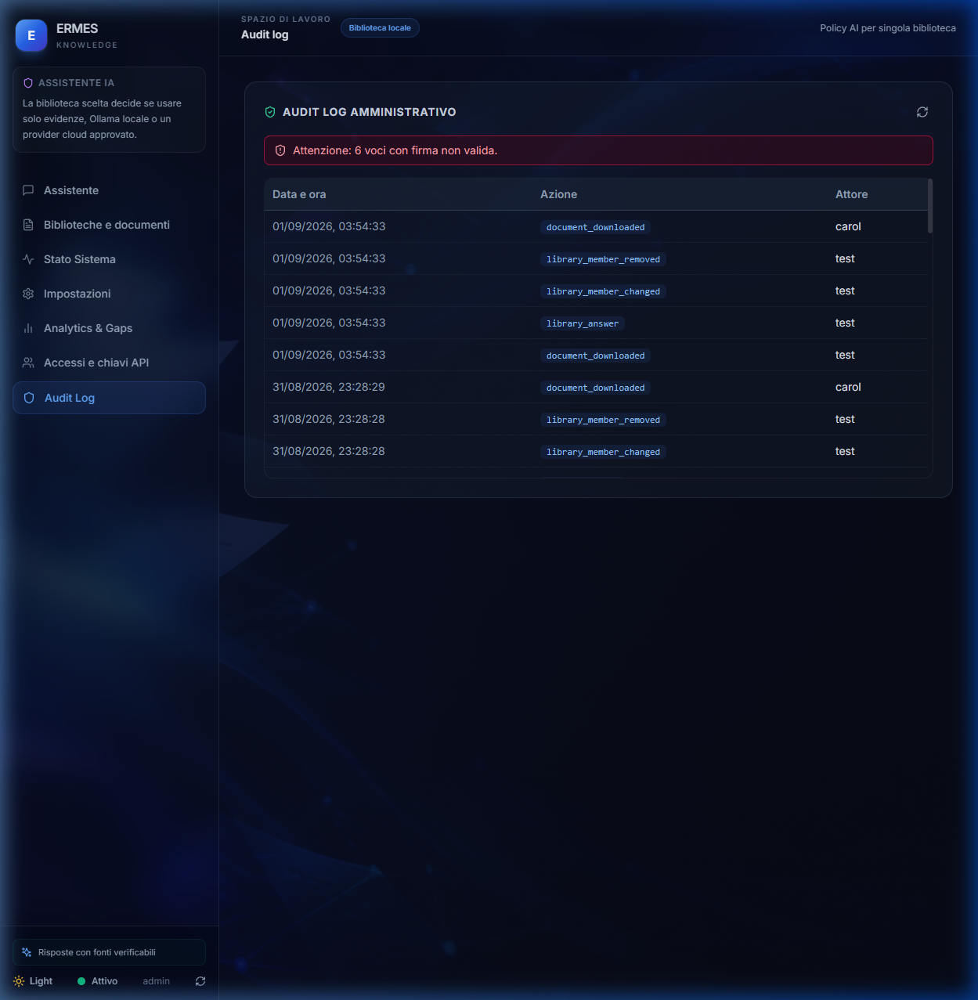 E
ERMES
KNOWLEDGE
ASSISTENTE IA
La biblioteca scelta decide se usare
solo evidenze, Ollama locale o un
provider cloud approvato.
Assistente
Biblioteche e documenti
Stato Sistema
Impostazioni
Analytics & Gaps
Accessi e chiavi API
Audit Log
Risposte con fonti verificabili
Light
Attivo
admin
SPAZIO DI LAVORO
Audit log
Biblioteca locale
Policy AI per singola biblioteca
AUDIT LOG AMMINISTRATIVO
Attenzione: 6 voci con firma non valida.
Data e ora Azione Attore
01/09/2026, 03:54:33 document_downloaded carol
01/09/2026, 03:54:33 library_member_removed test
01/09/2026, 03:54:33 library_member_changed test
01/09/2026, 03:54:33 library_answer test
01/09/2026, 03:54:33 document_downloaded test
31/08/2026, 23:28:29 document_downloaded carol
31/08/2026, 23:28:28 library_member_removed test
31/08/2026, 23:28:28 library_member_changed test